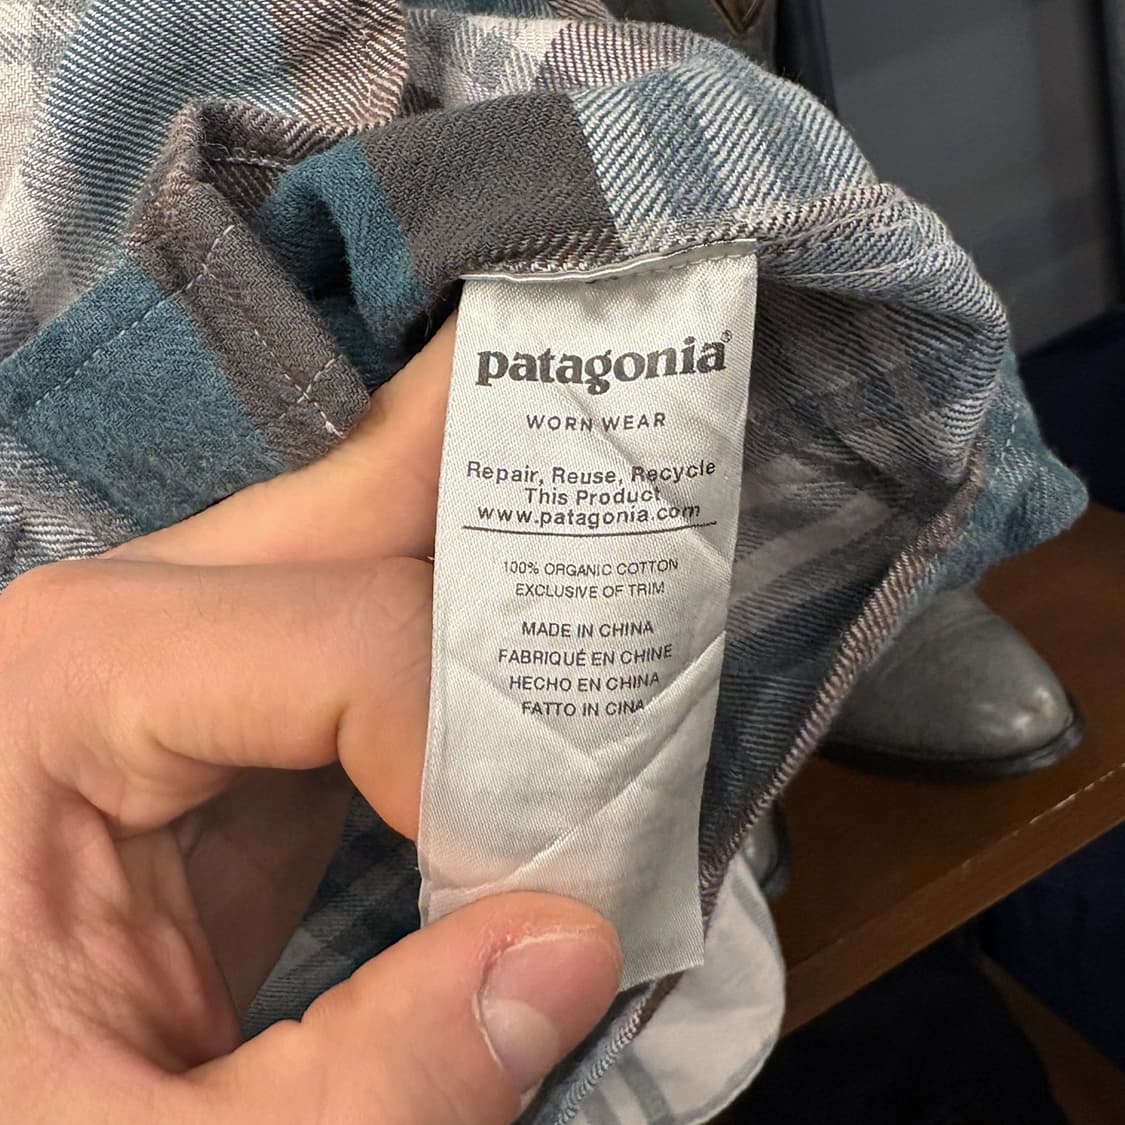 patagonia®
WORN WEAR
Repair, Reuse, Recycle
This Product
www.patagonia.com
100% ORGANIC COTTON
EXCLUSIVE OF TRIM
MADE IN CHINA
FABRIQUÉ EN CHINE
HECHO EN CHINA
FATTO IN CINA